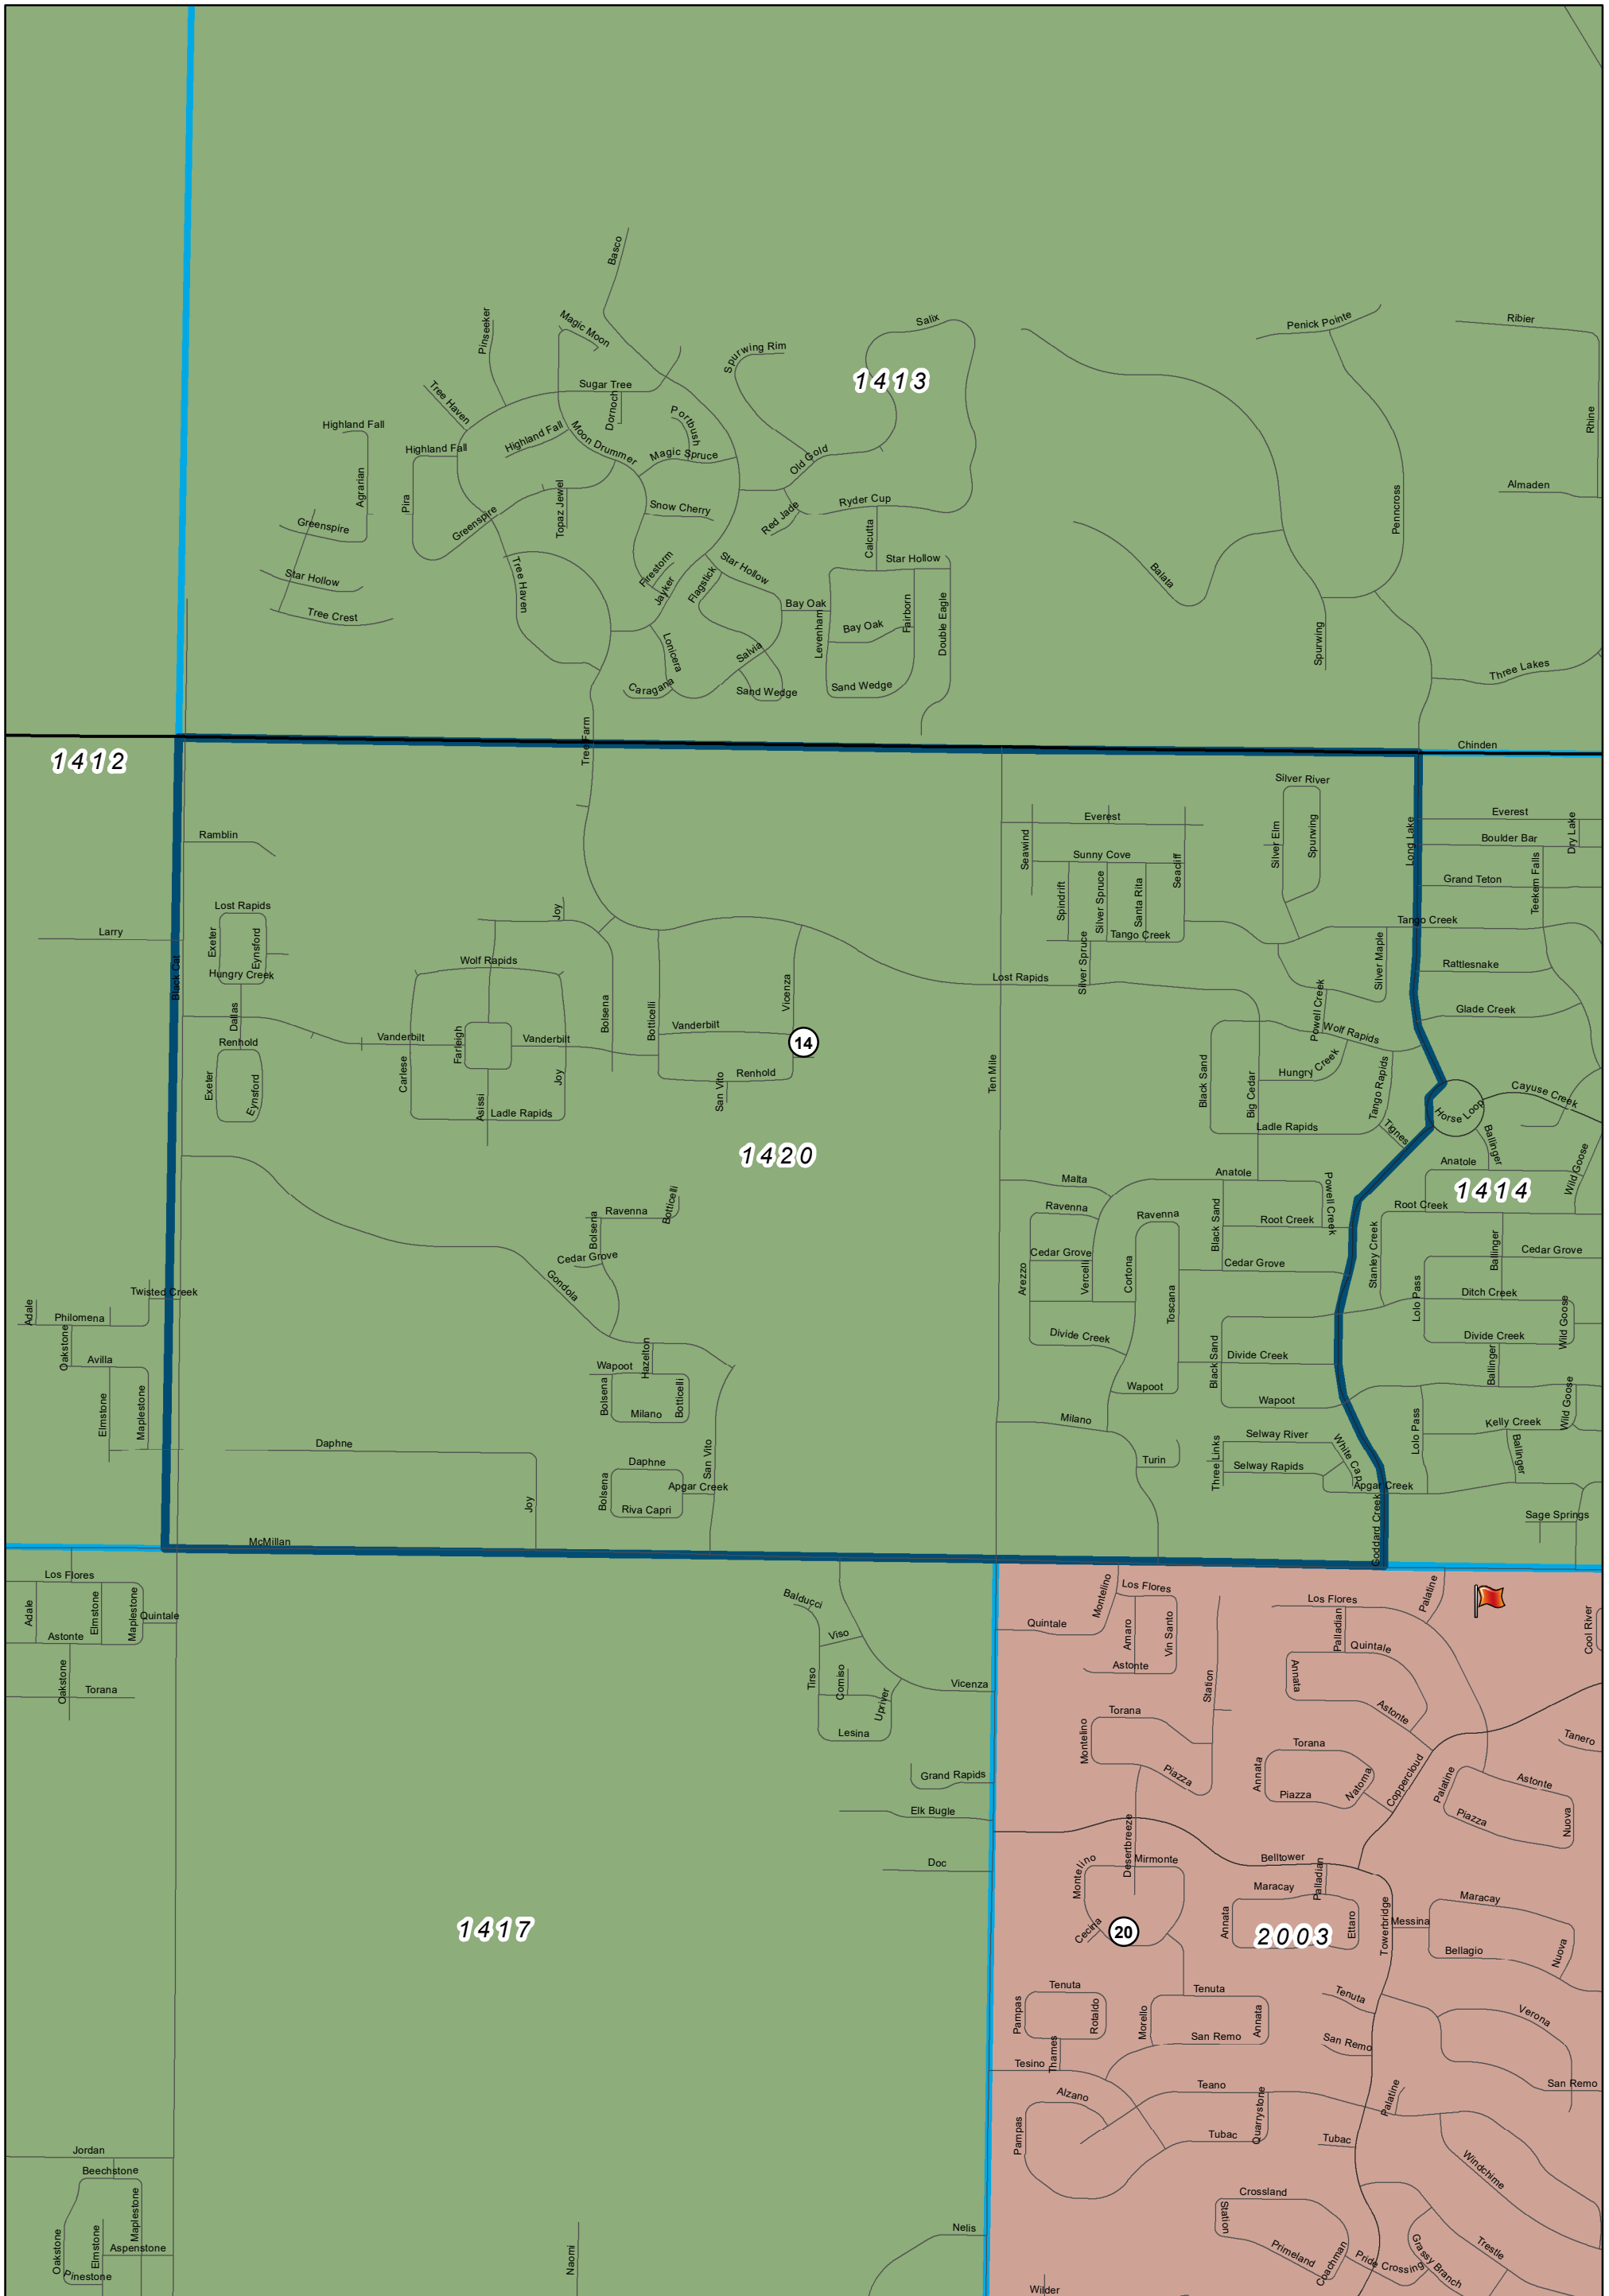 Basco
Pinseeker
Magic Moon
Salix
Penick Pointe
Ribier
Spurwing Rim
1413
Tree Haven
Sugar Tree
Dornoch
Portbush
Rhine
Highland Fall
Highland Fall
Highland Fall
Moon Drummer
Magic Spruce
Old Gold
Agrarian
Pira
Topaz Jewel
Snow Cherry
Ryder Cup
Red Jade
Almaden
Penncross
Greenspire
Greenspire
Calcutta
Star Hollow
Star Hollow
Star Hollow
Tree Haven
Firestorm
Jayker
Flagstick
Balata
Tree Crest
Bay Oak
Levenham
Bay Oak
Fairborn
Double Eagle
Spurwing
Lonicera
Salvia
Caragana
Sand Wedge
Sand Wedge
Three Lakes
Tree Farm
Chinden
1412
Silver River
Ramblin
Seawind
Everest
Silver Elm
Spurwing
Long Lake
Everest
Boulder Bar
Dry Lake
Sunny Cove
Seacliff
Spindrift
Silver Spruce
Santa Rita
Grand Teton
Teekem Falls
Lost Rapids
Joy
Tango Creek
Tango Creek
Larry
Exeter
Eynsford
Hungry Creek
Black Cat
Wolf Rapids
Silver Spruce
Silver Maple
Rattlesnake
Lost Rapids
Vicenza
Dallas
Bolsena
Botticelli
Vanderbilt
Vanderbilt
Vanderbilt
Farleigh
14
Powell Creek
Wolf Rapids
Glade Creek
Renhold
Exeter
Eynsford
Carlese
Joy
Asissi
Ladle Rapids
San Vito
Renhold
Ten Mile
Black Sand
Big Cedar
Hungry Creek
Tango Rapids
Ladle Rapids
Tignes
Horse Loop
Cayuse Creek
Ballinger
1420
Anatole
Wild Goose
1414
Malta
Anatole
Powell Creek
Ravenna
Botticelli
Bolsena
Cedar Grove
Gondola
Ravenna
Ravenna
Black Sand
Root Creek
Root Creek
Cedar Grove
Vercelli
Arezzo
Cortona
Toscana
Cedar Grove
Stanley Creek
Ballinger
Cedar Grove
Twisted Creek
Adale
Philomena
Oakstone
Avilla
Elmstone
Maplestone
Ditch Creek
Lolo Pass
Wild Goose
Divide Creek
Divide Creek
Black Sand
Divide Creek
Ballinger
Hazelton
Wapoot
Bolsena
Botticelli
Milano
Wapoot
Wapoot
Wild Goose
Milano
Kelly Creek
Lolo Pass
Ballinger
Daphne
Joy
Daphne
San Vito
Bolsena
Apgar Creek
Riva Capri
Turin
Three Links
Selway River
Selway Rapids
White Cap
Apgar Creek
Goddard Creek
Sage Springs
McMillan
Los Flores
Adale
Elmstone
Maplestone
Quintale
Astonte
Oakstone
Torana
Balducci
Viso
Tirso
Comiso
Upriver
Lesina
Vicenza
Montelino
Los Flores
Quintale
Amaro
Vin Santo
Astonte
Station
Los Flores
Palladian
Palatine
Quintale
Annata
Astonte
Cool River
Torana
Montelino
Piazza
Torana
Annata
Piazza
Natoma
Coppercloud
Tanero
Palatine
Astonte
Piazza
Nuova
Grand Rapids
Elk Bugle
Doc
Desertbreeze
Montelino
Mirmonte
Belltower
Palladian
Maracay
Annata
Ettaro
Towerbridge
Messina
Maracay
Bellagio
Nuova
Cecina
20
2003
1417
Tenuta
Pampas
Rotaldo
Thames
Tenuta
Morello
Annata
San Remo
Tenuta
San Remo
Verona
San Remo
Tesino
Alzano
Pampas
Teano
Quarrystone
Tubac
Tubac
Palatine
Windchime
Jordan
Beechstone
Maplestone
Oakstone
Elmstone
Aspenstone
Pinestone
Naomi
Nelis
Crossland
Station
Primeland
Coachman
Pride Crossing
Grassy Branch
Trestle
Wilder